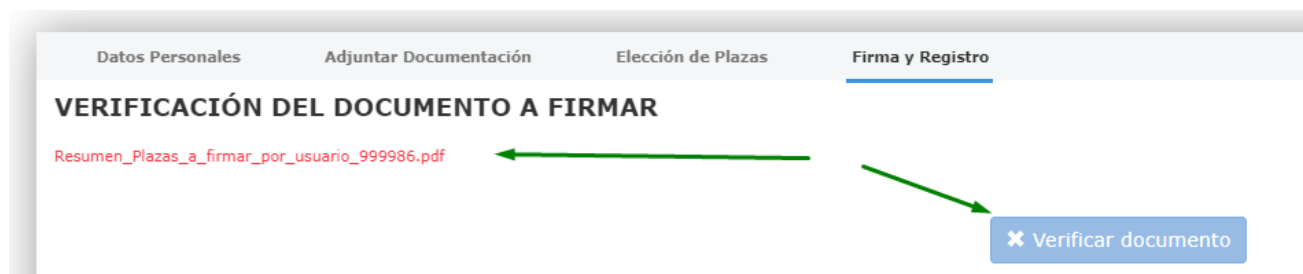 Datos Personales Adjuntar Documentación Elección de Plazas Firma y Registro
VERIFICACIÓN DEL DOCUMENTO A FIRMAR
Resumen_Plazas_a_firmar_por_usuario_999986.pdf
✖ Verificar documento